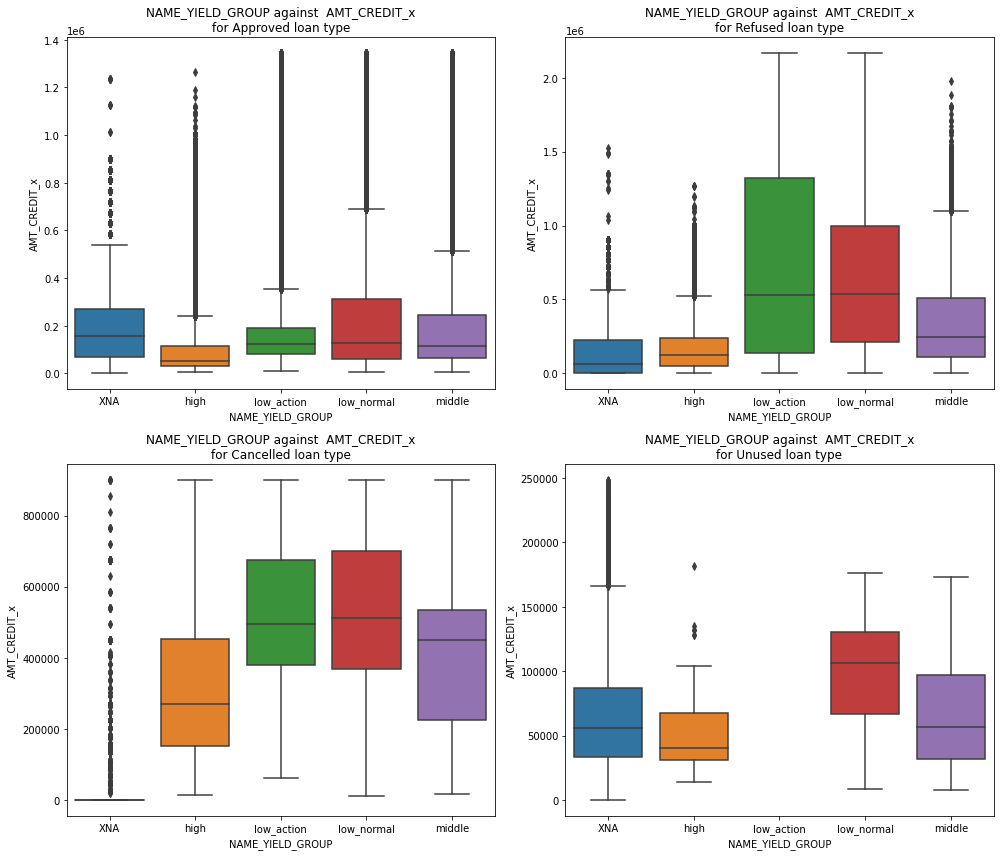 NAME_YIELD_GROUP against  AMT_CREDIT_x
for Approved loan type
1e6
1.4
1.2
1.0
0.8
0.6
0.4
0.2
0.0
AMT_CREDIT_x
XNA high low_action low_normal middle
NAME_YIELD_GROUP
NAME_YIELD_GROUP against  AMT_CREDIT_x
for Refused loan type
1e6
2.0
1.5
1.0
0.5
0.0
AMT_CREDIT_x
XNA high low_action low_normal middle
NAME_YIELD_GROUP
NAME_YIELD_GROUP against  AMT_CREDIT_x
for Cancelled loan type
800000
600000
400000
200000
0
AMT_CREDIT_x
XNA high low_action low_normal middle
NAME_YIELD_GROUP
NAME_YIELD_GROUP against  AMT_CREDIT_x
for Unused loan type
250000
200000
150000
100000
50000
0
AMT_CREDIT_x
XNA high low_action low_normal middle
NAME_YIELD_GROUP